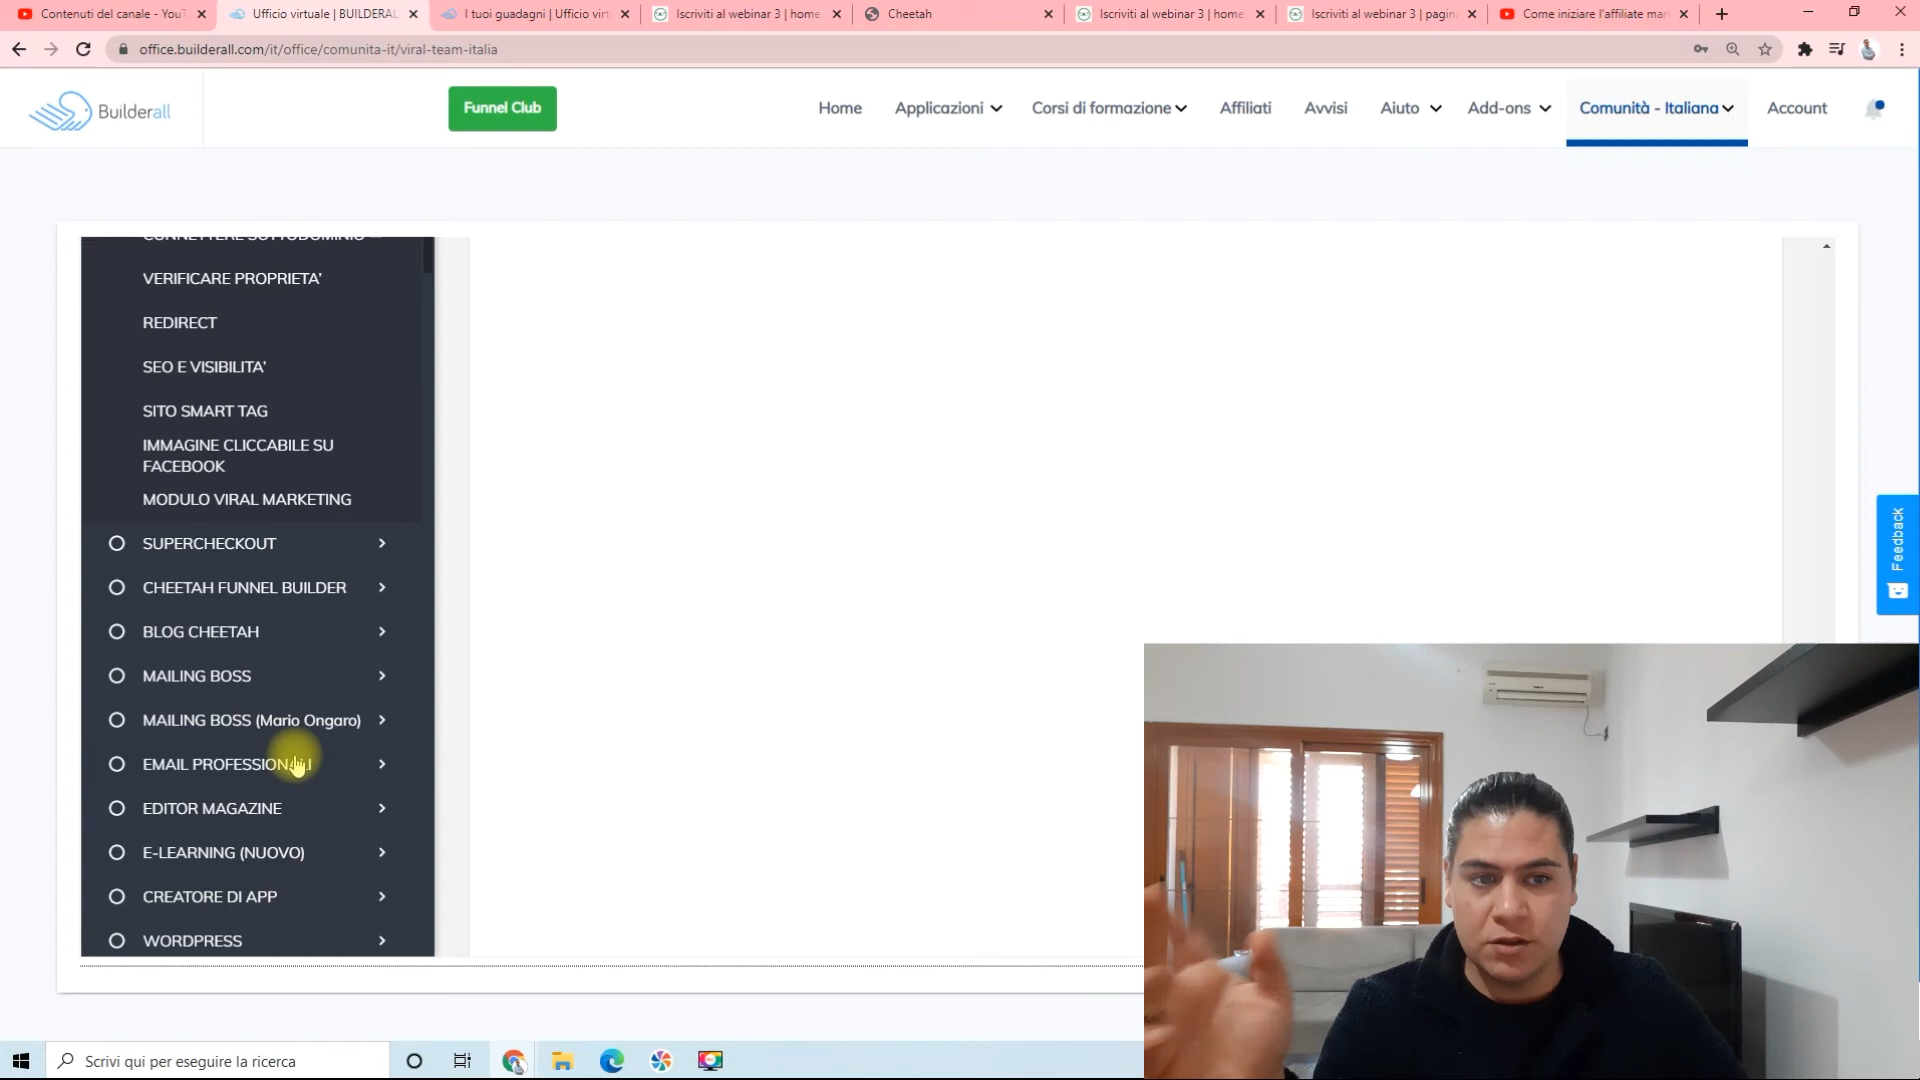 Contenuti del canale - YouT
Ufficio virtuale | BUILDERAL
I tuoi guadagni | Ufficio virt
Iscriviti al webinar 3 | home
Cheetah
Iscriviti al webinar 3 | home
Iscriviti al webinar 3 | pagin
Come iniziare l'affiliate mar
office.builderall.com/it/office/comunita-it/viral-team-italia
Builderall
Funnel Club
Home
Applicazioni
Corsi di formazione
Affiliati
Avvisi
Aiuto
Add-ons
Comunità - Italiana
Account
CONNETTERE SOTTODOMINIO
VERIFICARE PROPRIETA'
REDIRECT
SEO E VISIBILITA'
SITO SMART TAG
IMMAGINE CLICCABILE SU
FACEBOOK
MODULO VIRAL MARKETING
SUPERCHECKOUT
CHEETAH FUNNEL BUILDER
BLOG CHEETAH
MAILING BOSS
MAILING BOSS (Mario Ongaro)
EMAIL PROFESSIONALI
EDITOR MAGAZINE
E-LEARNING (NUOVO)
CREATORE DI APP
WORDPRESS
Feedback
Scrivi qui per eseguire la ricerca